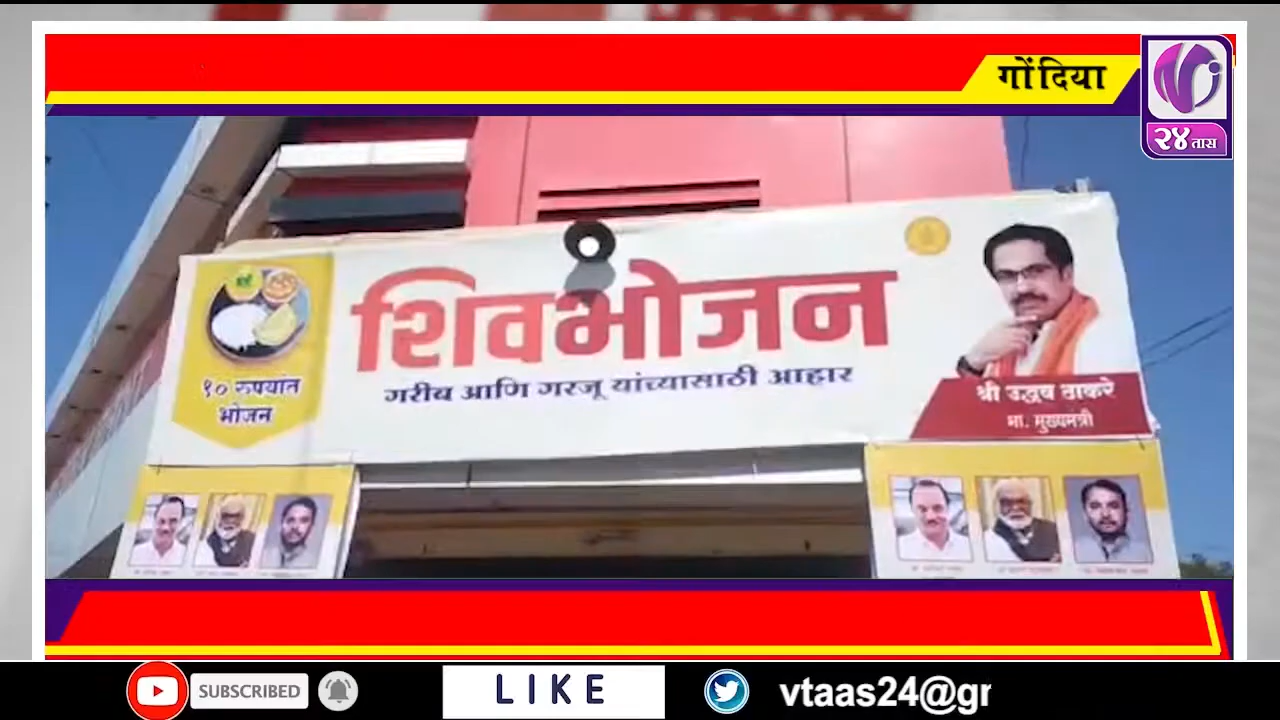 गोंदिया
२४ तास
शिवभोजन
गरीब आणि गरजू यांच्यासाठी आहार
१० रुपयांत
भोजन
श्री उद्धव ठाकरे
मा. मुख्यमंत्री
SUBSCRIBED
LIKE
vtaas24@gr